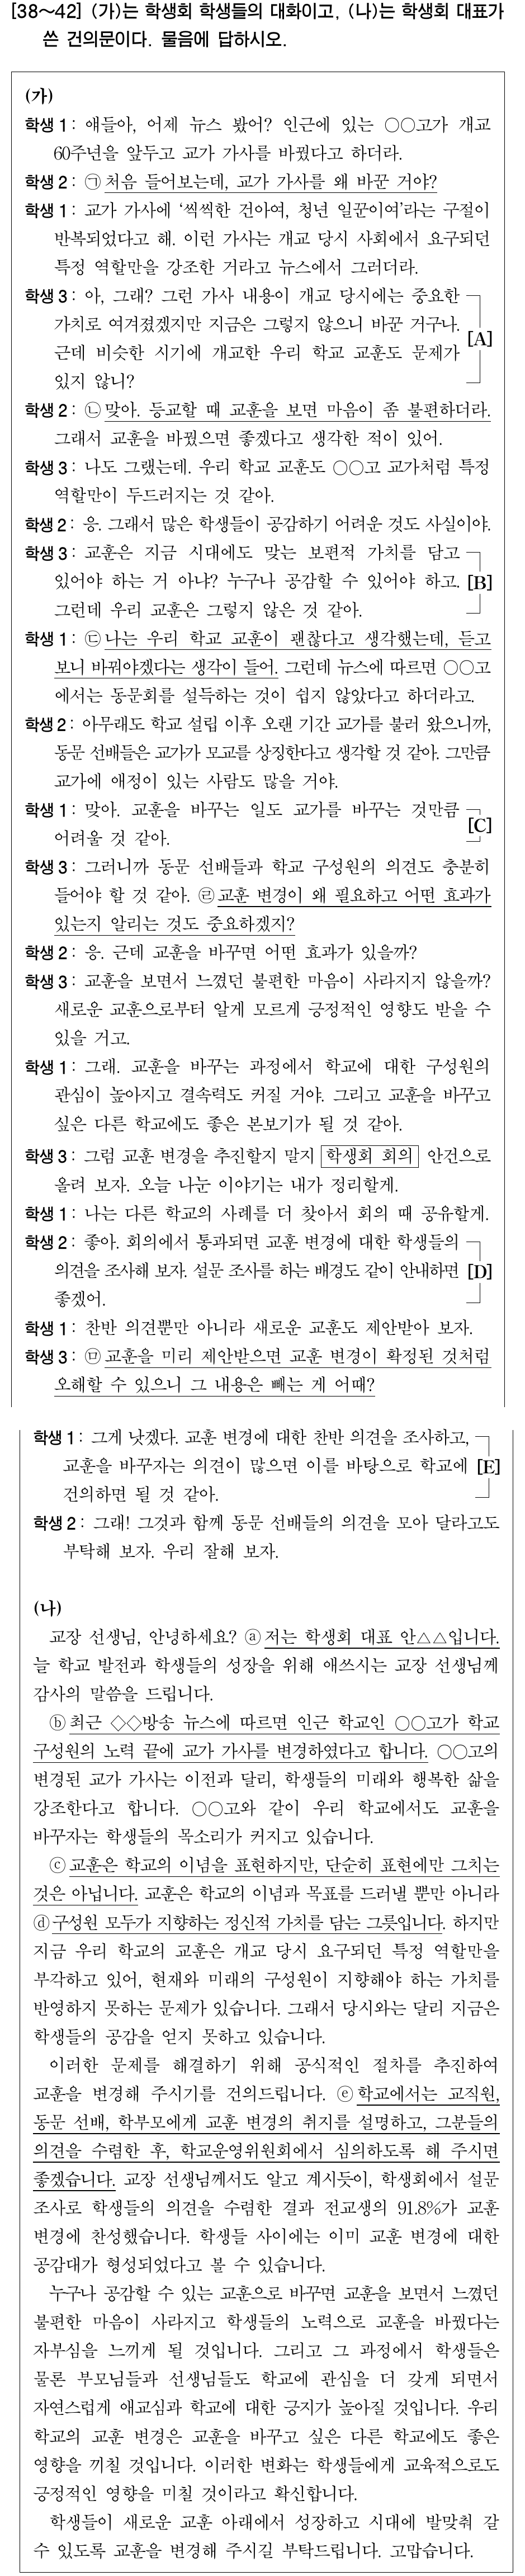 [38～42] (가)는 학생회 학생들의 대화이고, (나)는 학생회 대표가
쓴 건의문이다. 물음에 답하시오.
(가)
학생 1: 얘들아, 어제 뉴스 봤어? 인근에 있는 ○○고가 개교
60주년을 앞두고 교가 가사를 바꿨다고 하더라.
학생 2: ㉠ 처음 들어보는데, 교가 가사를 왜 바꾼 거야?
학생 1: 교가 가사에 ‘씩씩한 건아여, 청년 일꾼이여’라는 구절이
반복되었다고 해. 이런 가사는 개교 당시 사회에서 요구되던
특정 역할만을 강조한 거라고 뉴스에서 그러더라.
학생 3: 아, 그래? 그런 가사 내용이 개교 당시에는 중요한
가치로 여겨졌겠지만 지금은 그렇지 않으니 바꾼 거구나. [A]
근데 비슷한 시기에 개교한 우리 학교 교훈도 문제가
있지 않니?
학생 2: ㉡ 맞아. 등교할 때 교훈을 보면 마음이 좀 불편하더라.
그래서 교훈을 바꿨으면 좋겠다고 생각한 적이 있어.
학생 3: 나도 그랬는데. 우리 학교 교훈도 ○○고 교가처럼 특정
역할만이 두드러지는 것 같아.
학생 2: 응. 그래서 많은 학생들이 공감하기 어려운 것도 사실이야.
학생 3: 교훈은 지금 시대에도 맞는 보편적 가치를 담고
있어야 하는 거 아냐? 누구나 공감할 수 있어야 하고. [B]
그런데 우리 교훈은 그렇지 않은 것 같아.
학생 1: ㉢ 나는 우리 학교 교훈이 괜찮다고 생각했는데, 듣고
보니 바꿔야겠다는 생각이 들어. 그런데 뉴스에 따르면 ○○고
에서는 동문회를 설득하는 것이 쉽지 않았다고 하더라고.
학생 2: 아무래도 학교 설립 이후 오랜 기간 교가를 불러 왔으니까,
동문 선배들은 교가가 모교를 상징한다고 생각할 것 같아. 그만큼
교가에 애정이 있는 사람도 많을 거야.
학생 1: 맞아. 교훈을 바꾸는 일도 교가를 바꾸는 것만큼 [C]
어려울 것 같아.
학생 3: 그러니까 동문 선배들과 학교 구성원의 의견도 충분히
들어야 할 것 같아. ㉣ 교훈 변경이 왜 필요하고 어떤 효과가
있는지 알리는 것도 중요하겠지?
학생 2: 응. 근데 교훈을 바꾸면 어떤 효과가 있을까?
학생 3: 교훈을 보면서 느꼈던 불편한 마음이 사라지지 않을까?
새로운 교훈으로부터 알게 모르게 긍정적인 영향도 받을 수
있을 거고.
학생 1: 그래. 교훈을 바꾸는 과정에서 학교에 대한 구성원의
관심이 높아지고 결속력도 커질 거야. 그리고 교훈을 바꾸고
싶은 다른 학교에도 좋은 본보기가 될 것 같아.
학생 3: 그럼 교훈 변경을 추진할지 말지 학생회 회의 안건으로
올려 보자. 오늘 나눈 이야기는 내가 정리할게.
학생 1: 나는 다른 학교의 사례를 더 찾아서 회의 때 공유할게.
학생 2: 좋아. 회의에서 통과되면 교훈 변경에 대한 학생들의
의견을 조사해 보자. 설문 조사를 하는 배경도 같이 안내하면 [D]
좋겠어.
학생 1: 찬반 의견뿐만 아니라 새로운 교훈도 제안받아 보자.
학생 3: ㉤ 교훈을 미리 제안받으면 교훈 변경이 확정된 것처럼
오해할 수 있으니 그 내용은 빼는 게 어때?
학생 1: 그게 낫겠다. 교훈 변경에 대한 찬반 의견을 조사하고,
교훈을 바꾸자는 의견이 많으면 이를 바탕으로 학교에 [E]
건의하면 될 것 같아.
학생 2: 그래! 그것과 함께 동문 선배들의 의견을 모아 달라고도
부탁해 보자. 우리 잘해 보자.
(나)
교장 선생님, 안녕하세요? ⓐ 저는 학생회 대표 안△△입니다.
늘 학교 발전과 학생들의 성장을 위해 애쓰시는 교장 선생님께
감사의 말씀을 드립니다.
ⓑ 최근 ◇◇방송 뉴스에 따르면 인근 학교인 ○○고가 학교
구성원의 노력 끝에 교가 가사를 변경하였다고 합니다. ○○고의
변경된 교가 가사는 이전과 달리, 학생들의 미래와 행복한 삶을
강조한다고 합니다. ○○고와 같이 우리 학교에서도 교훈을
바꾸자는 학생들의 목소리가 커지고 있습니다.
ⓒ 교훈은 학교의 이념을 표현하지만, 단순히 표현에만 그치는
것은 아닙니다. 교훈은 학교의 이념과 목표를 드러낼 뿐만 아니라
ⓓ 구성원 모두가 지향하는 정신적 가치를 담는 그릇입니다. 하지만
지금 우리 학교의 교훈은 개교 당시 요구되던 특정 역할만을
부각하고 있어, 현재와 미래의 구성원이 지향해야 하는 가치를
반영하지 못하는 문제가 있습니다. 그래서 당시와는 달리 지금은
학생들의 공감을 얻지 못하고 있습니다.
이러한 문제를 해결하기 위해 공식적인 절차를 추진하여
교훈을 변경해 주시기를 건의드립니다. ⓔ 학교에서는 교직원,
동문 선배, 학부모에게 교훈 변경의 취지를 설명하고, 그분들의
의견을 수렴한 후, 학교운영위원회에서 심의하도록 해 주시면
좋겠습니다. 교장 선생님께서도 알고 계시듯이, 학생회에서 설문
조사로 학생들의 의견을 수렴한 결과 전교생의 91.8%가 교훈
변경에 찬성했습니다. 학생들 사이에는 이미 교훈 변경에 대한
공감대가 형성되었다고 볼 수 있습니다.
누구나 공감할 수 있는 교훈으로 바꾸면 교훈을 보면서 느꼈던
불편한 마음이 사라지고 학생들의 노력으로 교훈을 바꿨다는
자부심을 느끼게 될 것입니다. 그리고 그 과정에서 학생들은
물론 부모님들과 선생님들도 학교에 관심을 더 갖게 되면서
자연스럽게 애교심과 학교에 대한 긍지가 높아질 것입니다. 우리
학교의 교훈 변경은 교훈을 바꾸고 싶은 다른 학교에도 좋은
영향을 끼칠 것입니다. 이러한 변화는 학생들에게 교육적으로도
긍정적인 영향을 미칠 것이라고 확신합니다.
학생들이 새로운 교훈 아래에서 성장하고 시대에 발맞춰 갈
수 있도록 교훈을 변경해 주시길 부탁드립니다. 고맙습니다.